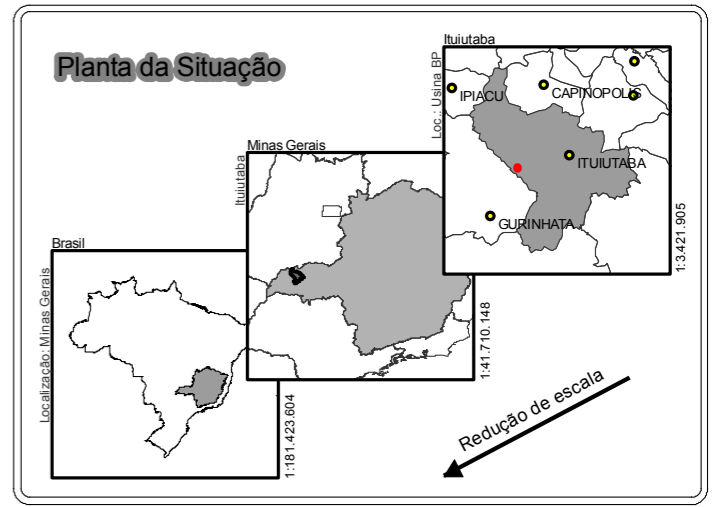 Planta da Situação
Ituiutaba
Loc.: Usina BP
IPIACU
CAPINOPOLIS
ITUIUTABA
GURINHATA
1:3.421.905
Minas Gerais
Ituiutaba
1:41.710.148
Brasil
Localização: Minas Gerais
1:181.423.604
Redução de escala